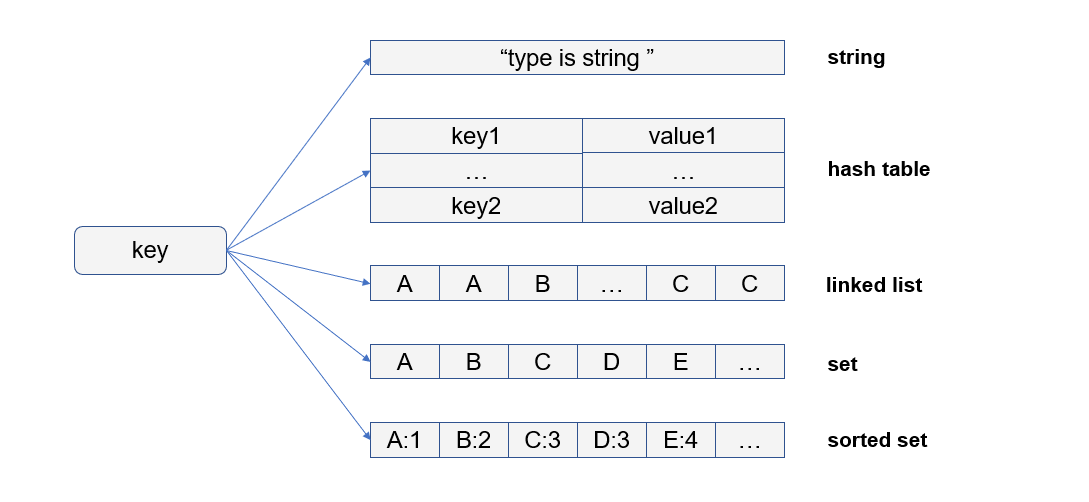 “type is string ” string
key1 value1
… … hash table
key2 value2
key
A A B … C C linked list
A B C D E … set
A:1 B:2 C:3 D:3 E:4 … sorted set